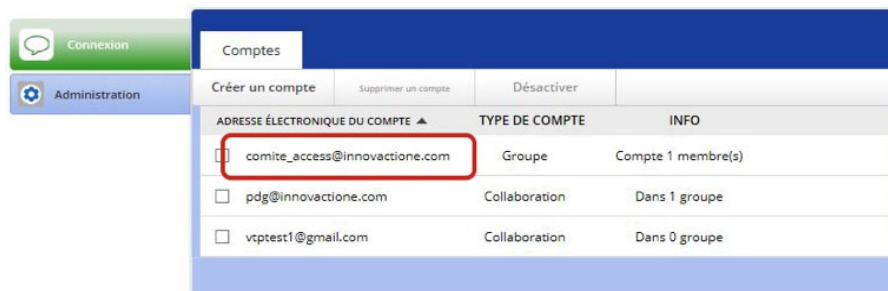 Connexion
Administration
Comptes
Créer un compte Supprimer un compte Désactiver
ADRESSE ÉLECTRONIQUE DU COMPTE ▲ TYPE DE COMPTE INFO
comite_access@innovactione.com Groupe Compte 1 membre(s)
pdg@innovactione.com Collaboration Dans 1 groupe
vtptest1@gmail.com Collaboration Dans 0 groupe